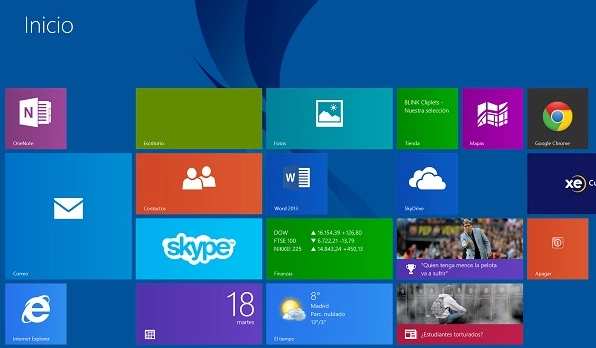 Inicio
N
OneNote
Escritorio
Fotos
BLINK Cliplets -
Nuestra selección
Tienda
Mapas
Google Chrome
Correo
Contactos
W
Word 2013
SkyDrive
xe Cu
skype
DOW ▲ 16.154,39 +126,80
FTSE 100 ▼ 6.722,21 -13,79
NIKKEI 225 ▲ 14.843,24 +450,13
Finanzas
"Quien tenga menos la pelota
va a sufrir"
Apagar
Internet Explorer
18
martes
8°
Madrid
Parc. nublado
13°/3°
El tiempo
¿Estudiantes torturados?